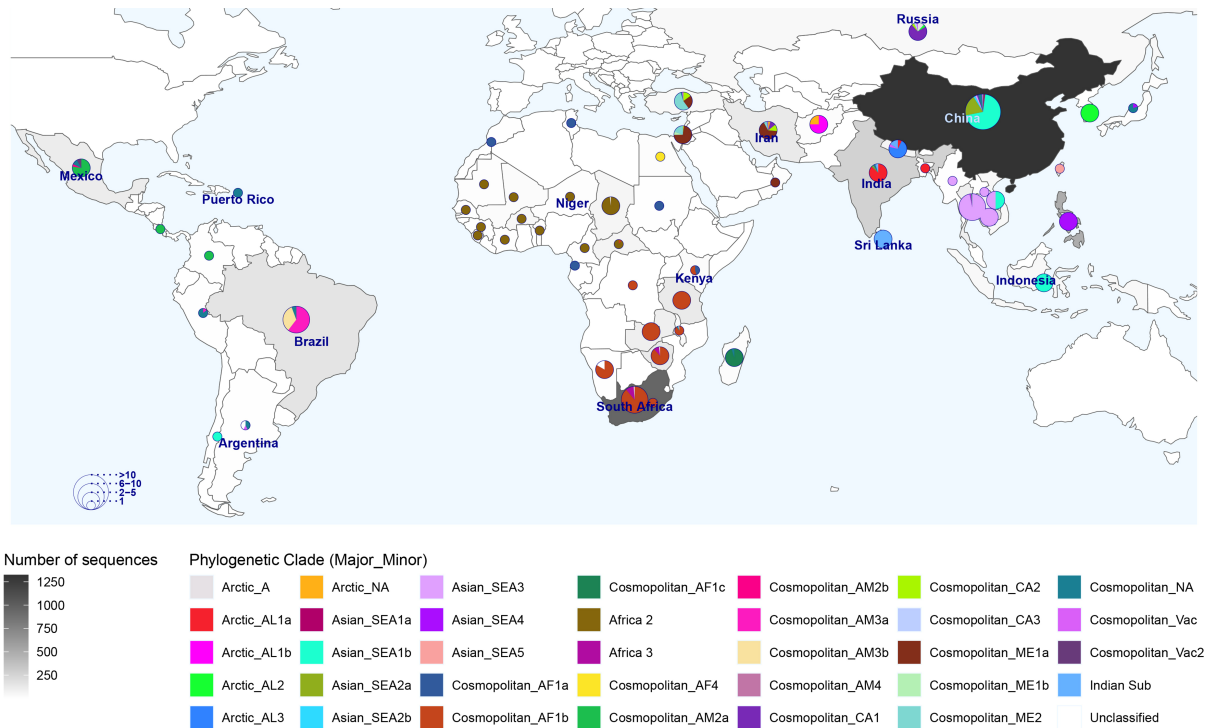 Russia
China
Iran
Mexico
Puerto Rico
Niger
India
Sri Lanka
Kenya
Indonesia
Brazil
South Africa
Argentina
>10
6−10
2−5
1
Number of sequences
1250
1000
750
500
250
Phylogenetic Clade (Major_Minor)
Arctic_A Arctic_NA Asian_SEA3 Cosmopolitan_AF1c Cosmopolitan_AM2b Cosmopolitan_CA2 Cosmopolitan_NA
Arctic_AL1a Asian_SEA1a Asian_SEA4 Africa 2 Cosmopolitan_AM3a Cosmopolitan_CA3 Cosmopolitan_Vac
Arctic_AL1b Asian_SEA1b Asian_SEA5 Africa 3 Cosmopolitan_AM3b Cosmopolitan_ME1a Cosmopolitan_Vac2
Arctic_AL2 Asian_SEA2a Cosmopolitan_AF1a Cosmopolitan_AF4 Cosmopolitan_AM4 Cosmopolitan_ME1b Indian Sub
Arctic_AL3 Asian_SEA2b Cosmopolitan_AF1b Cosmopolitan_AM2a Cosmopolitan_CA1 Cosmopolitan_ME2 Unclassified